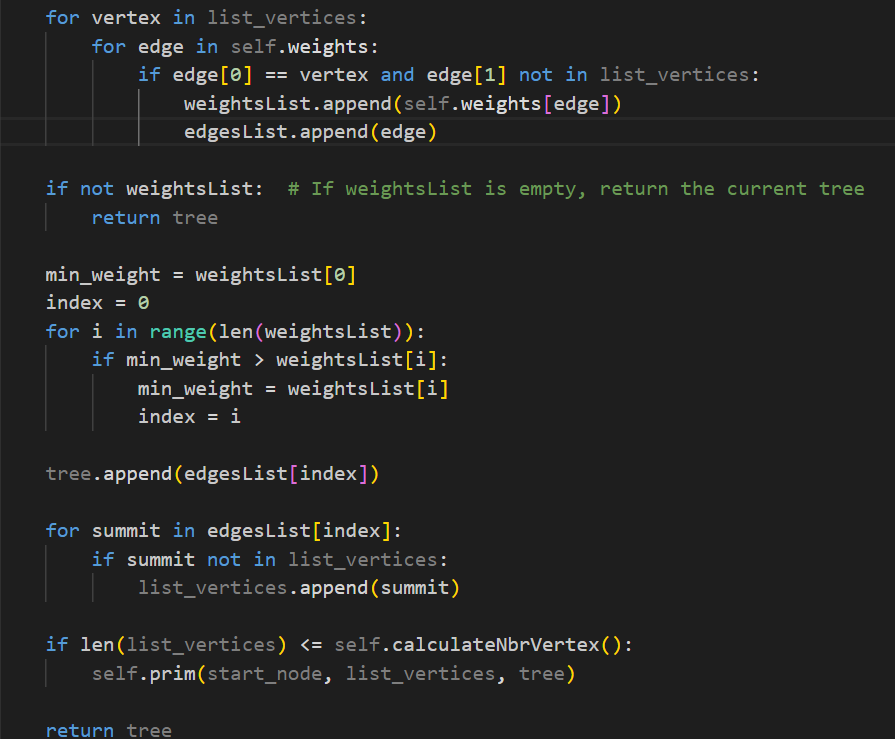 for vertex in list_vertices:
    for edge in self.weights:
        if edge[0] == vertex and edge[1] not in list_vertices:
            weightsList.append(self.weights[edge])
            edgesList.append(edge)

if not weightsList:  # If weightsList is empty, return the current tree
    return tree

min_weight = weightsList[0]
index = 0
for i in range(len(weightsList)):
    if min_weight > weightsList[i]:
        min_weight = weightsList[i]
        index = i

tree.append(edgesList[index])

for summit in edgesList[index]:
    if summit not in list_vertices:
        list_vertices.append(summit)

if len(list_vertices) <= self.calculateNbrVertex():
    self.prim(start_node, list_vertices, tree)

return tree